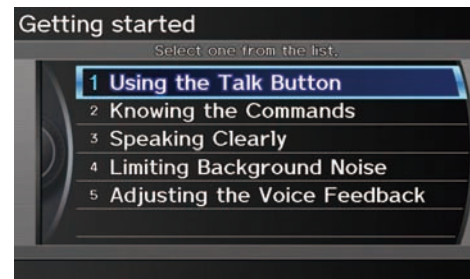 Getting started
Select one from the list.
1 Using the Talk Button
2 Knowing the Commands
3 Speaking Clearly
4 Limiting Background Noise
5 Adjusting the Voice Feedback